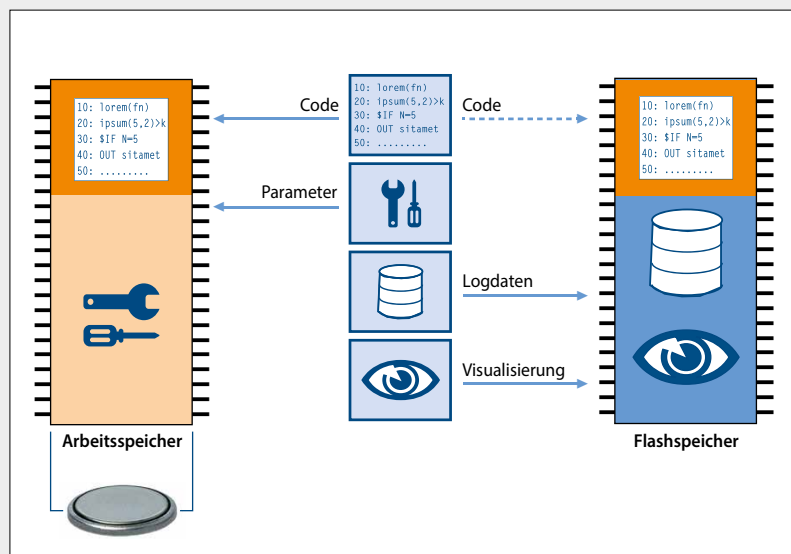 10: lorem(fn)
20: ipsum(5,2)>k
30: $IF N=5
40: OUT sitamet
50: .........
Code
10: lorem(fn)
20: ipsum(5,2)>k
30: $IF N=5
40: OUT sitamet
50: .........
Code
10: lorem(fn)
20: ipsum(5,2)>k
30: $IF N=5
40: OUT sitamet
50: .........
Parameter
Logdaten
Visualisierung
Arbeitsspeicher
Flashspeicher